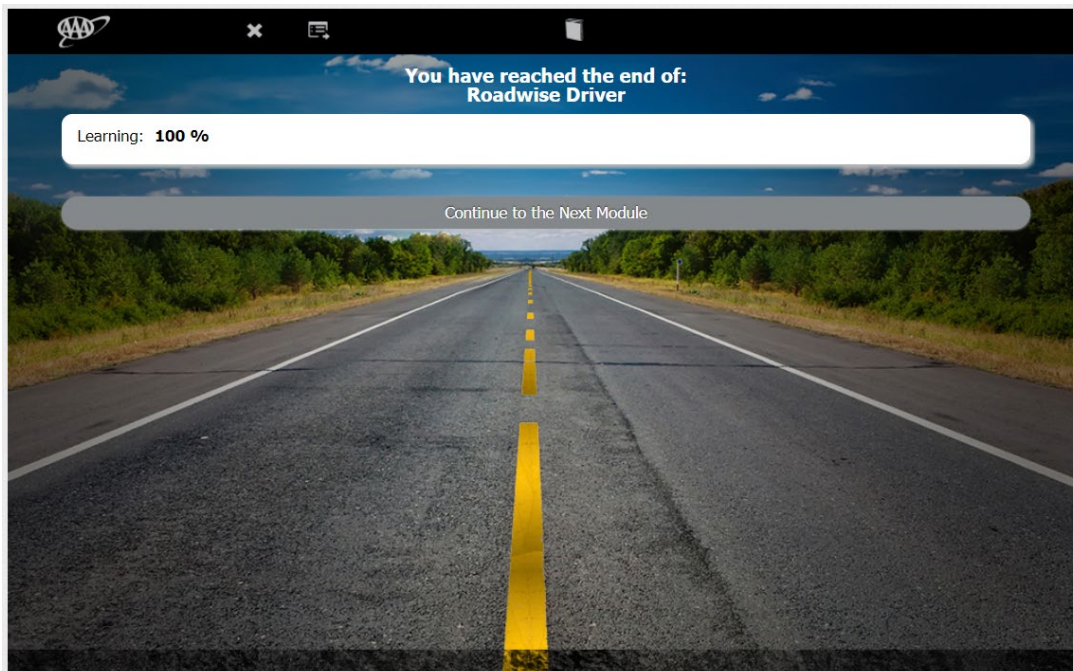 AAA
You have reached the end of:
Roadwise Driver
Learning: 100 %
Continue to the Next Module